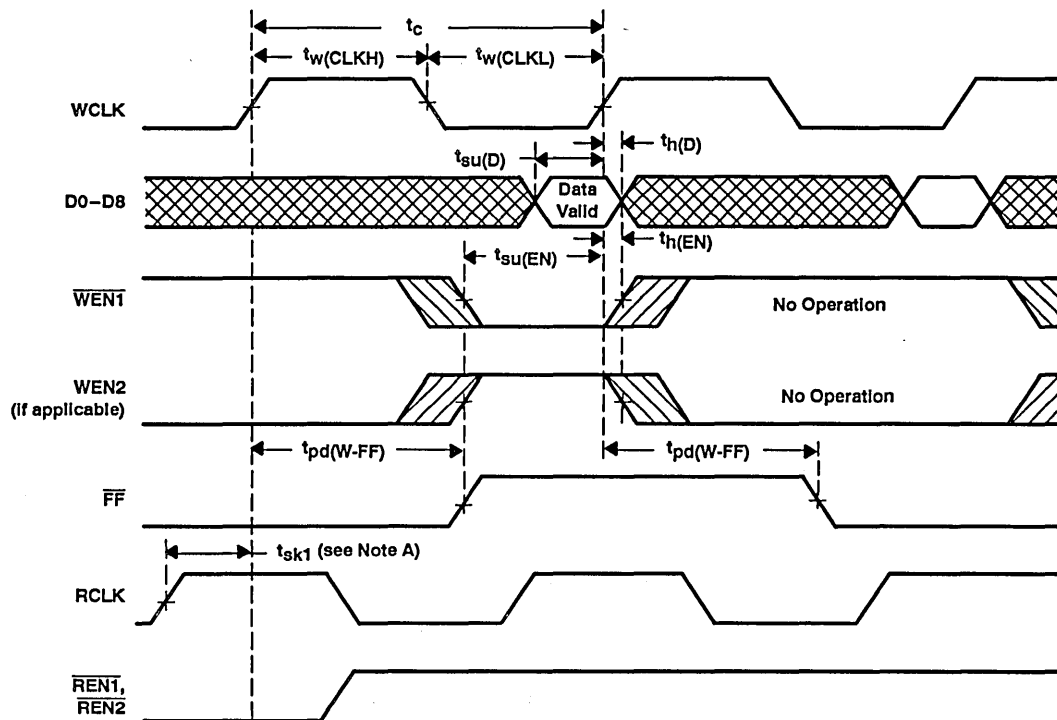 tc
tw(CLKH)
tw(CLKL)
WCLK
tsu(D)
th(D)
D0–D8
Data
Valid
th(EN)
tsu(EN)
WEN1
No Operation
WEN2
(if applicable)
No Operation
tpd(W-FF)
tpd(W-FF)
FF
tsk1 (see Note A)
RCLK
REN1,
REN2